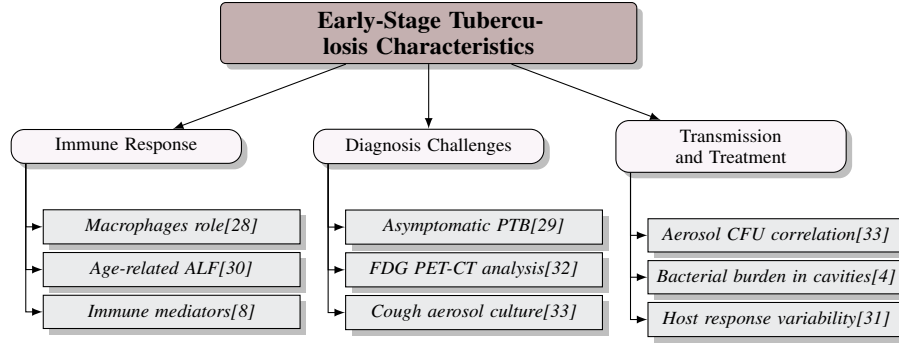 Early-Stage Tubercu-
losis Characteristics
Immune Response
Macrophages role[28]
Age-related ALF[30]
Immune mediators[8]
Diagnosis Challenges
Asymptomatic PTB[29]
FDG PET-CT analysis[32]
Cough aerosol culture[33]
Transmission
and Treatment
Aerosol CFU correlation[33]
Bacterial burden in cavities[4]
Host response variability[31]